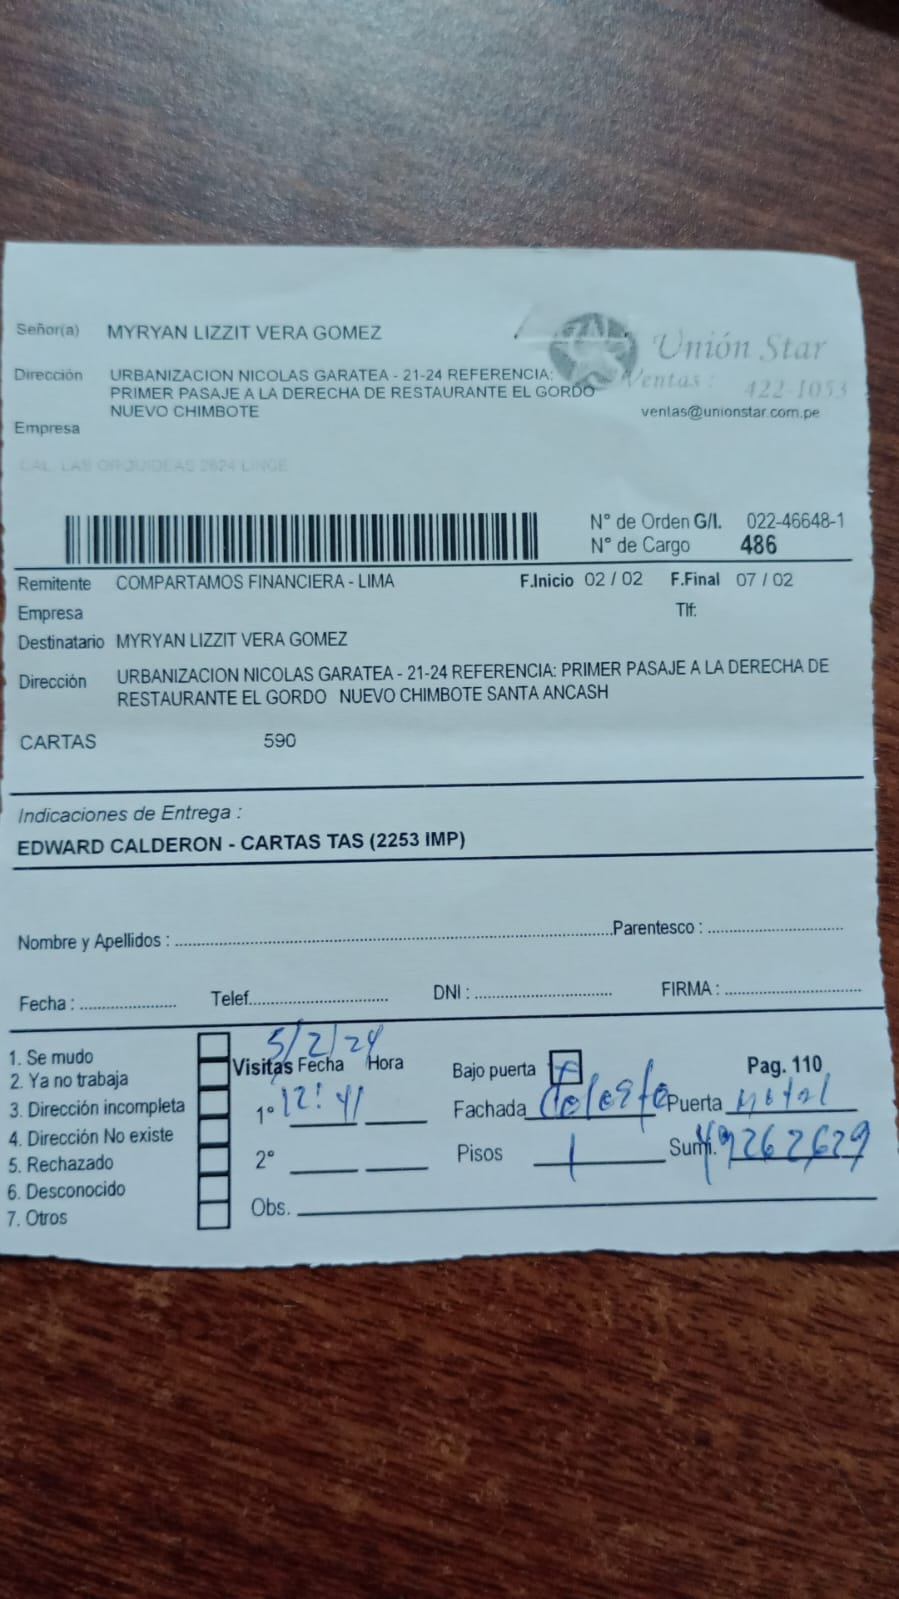 Señor(a) MYRYAN LIZZIT VERA GOMEZ
Unión Star
Dirección URBANIZACION NICOLAS GARATEA - 21-24 REFERENCIA:
Ventas : 422-1053
PRIMER PASAJE A LA DERECHA DE RESTAURANTE EL GORDO
NUEVO CHIMBOTE
ventas@unionstar.com.pe
Empresa
CAL. LAS ORQUIDEAS 2624 LINCE
N° de Orden G/I. 022-46648-1
N° de Cargo 486
Remitente COMPARTAMOS FINANCIERA - LIMA F.Inicio 02 / 02 F.Final 07 / 02
Empresa Tlf:
Destinatario MYRYAN LIZZIT VERA GOMEZ
Dirección URBANIZACION NICOLAS GARATEA - 21-24 REFERENCIA: PRIMER PASAJE A LA DERECHA DE
RESTAURANTE EL GORDO NUEVO CHIMBOTE SANTA ANCASH
CARTAS 590
Indicaciones de Entrega :
EDWARD CALDERON - CARTAS TAS (2253 IMP)
Nombre y Apellidos : Parentesco :
Fecha : Telef. DNI : FIRMA :
5/2/24
1. Se mudo Visitas Fecha Hora Bajo puerta Pag. 110
2. Ya no trabaja
3. Dirección incompleta 1° 12:41 Fachada Celeste Puerta Metal
4. Dirección No existe
5. Rechazado 2° Pisos 1 Sumi. 49262629
6. Desconocido
7. Otros Obs.